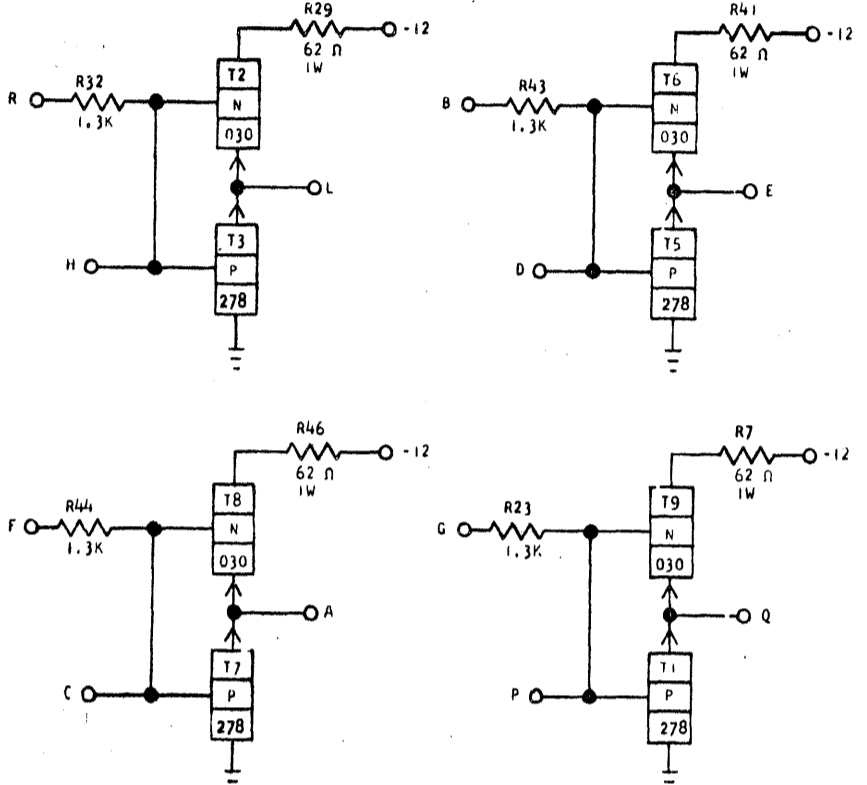 R29
-12
62 Ω
1W
T2
N
030
R32
R
1.3K
L
T3
P
278
H
R41
-12
62 Ω
1W
T6
N
030
R43
B
1.3K
E
T5
P
278
D
R46
-12
62 Ω
1W
T8
N
030
R44
F
1.3K
A
T7
P
278
C
R7
-12
62 Ω
1W
T9
N
030
R23
G
1.3K
Q
T1
P
278
P